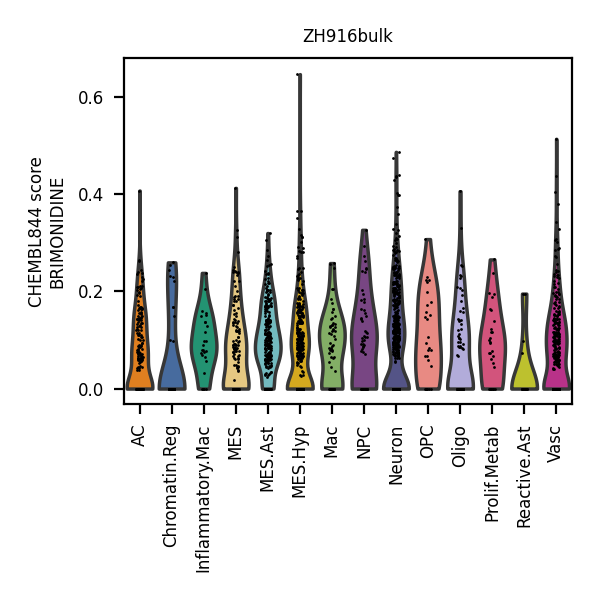 ZH916bulk
CHEMBL844 score
BRIMONIDINE
0.6
0.4
0.2
0.0
AC
Chromatin.Reg
Inflammatory.Mac
MES
MES.Ast
MES.Hyp
Mac
NPC
Neuron
OPC
Oligo
Prolif.Metab
Reactive.Ast
Vasc